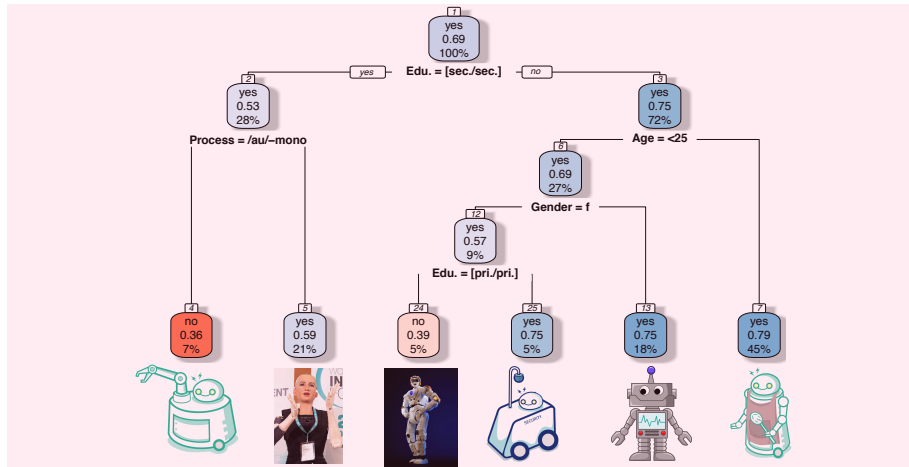 1
yes
0.69
100%
yes Edu. = [sec./sec.] no
2
yes
0.53
28%
Process = /au/–mono
3
yes
0.75
72%
Age = <25
6
yes
0.69
27%
Gender = f
12
yes
0.57
9%
Edu. = [pri./pri.]
4
no
0.36
7%
5
yes
0.59
21%
24
no
0.39
5%
25
yes
0.75
5%
13
yes
0.75
18%
7
yes
0.79
45%
SECURITY